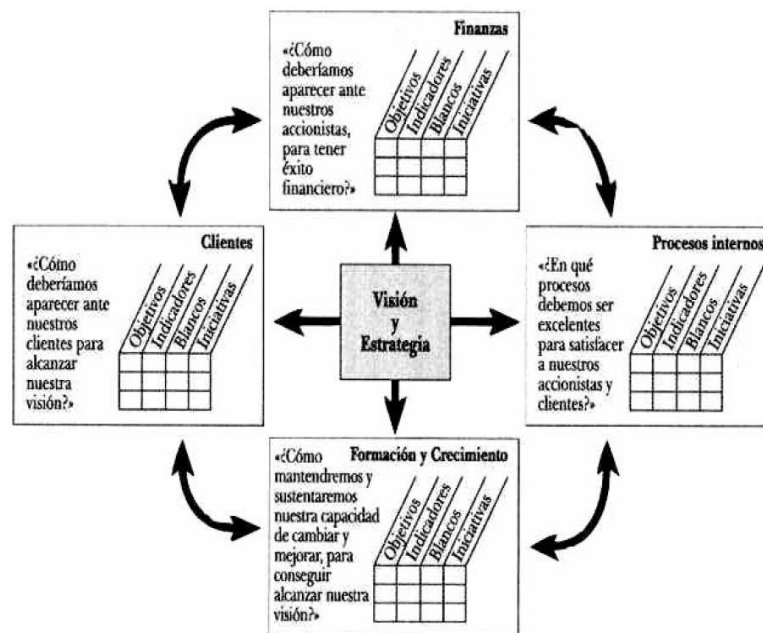 Finanzas
«¿Cómo
deberíamos
aparecer ante
nuestros
accionistas,
para tener
éxito
financiero?»
Objetivos
Indicadores
Blancos
Iniciativas
Clientes
«¿Cómo
deberíamos
aparecer ante
nuestros
clientes para
alcanzar
nuestra
visión?»
Objetivos
Indicadores
Blancos
Iniciativas
Visión
y
Estrategia
Procesos internos
«¿En qué
procesos
debemos ser
excelentes
para satisfacer
a nuestros
accionistas y
clientes?»
Objetivos
Indicadores
Blancos
Iniciativas
Formación y Crecimiento
«¿Cómo
mantendremos y
sustentaremos
nuestra capacidad
de cambiar y
mejorar, para
conseguir
alcanzar nuestra
visión?»
Objetivos
Indicadores
Blancos
Iniciativas